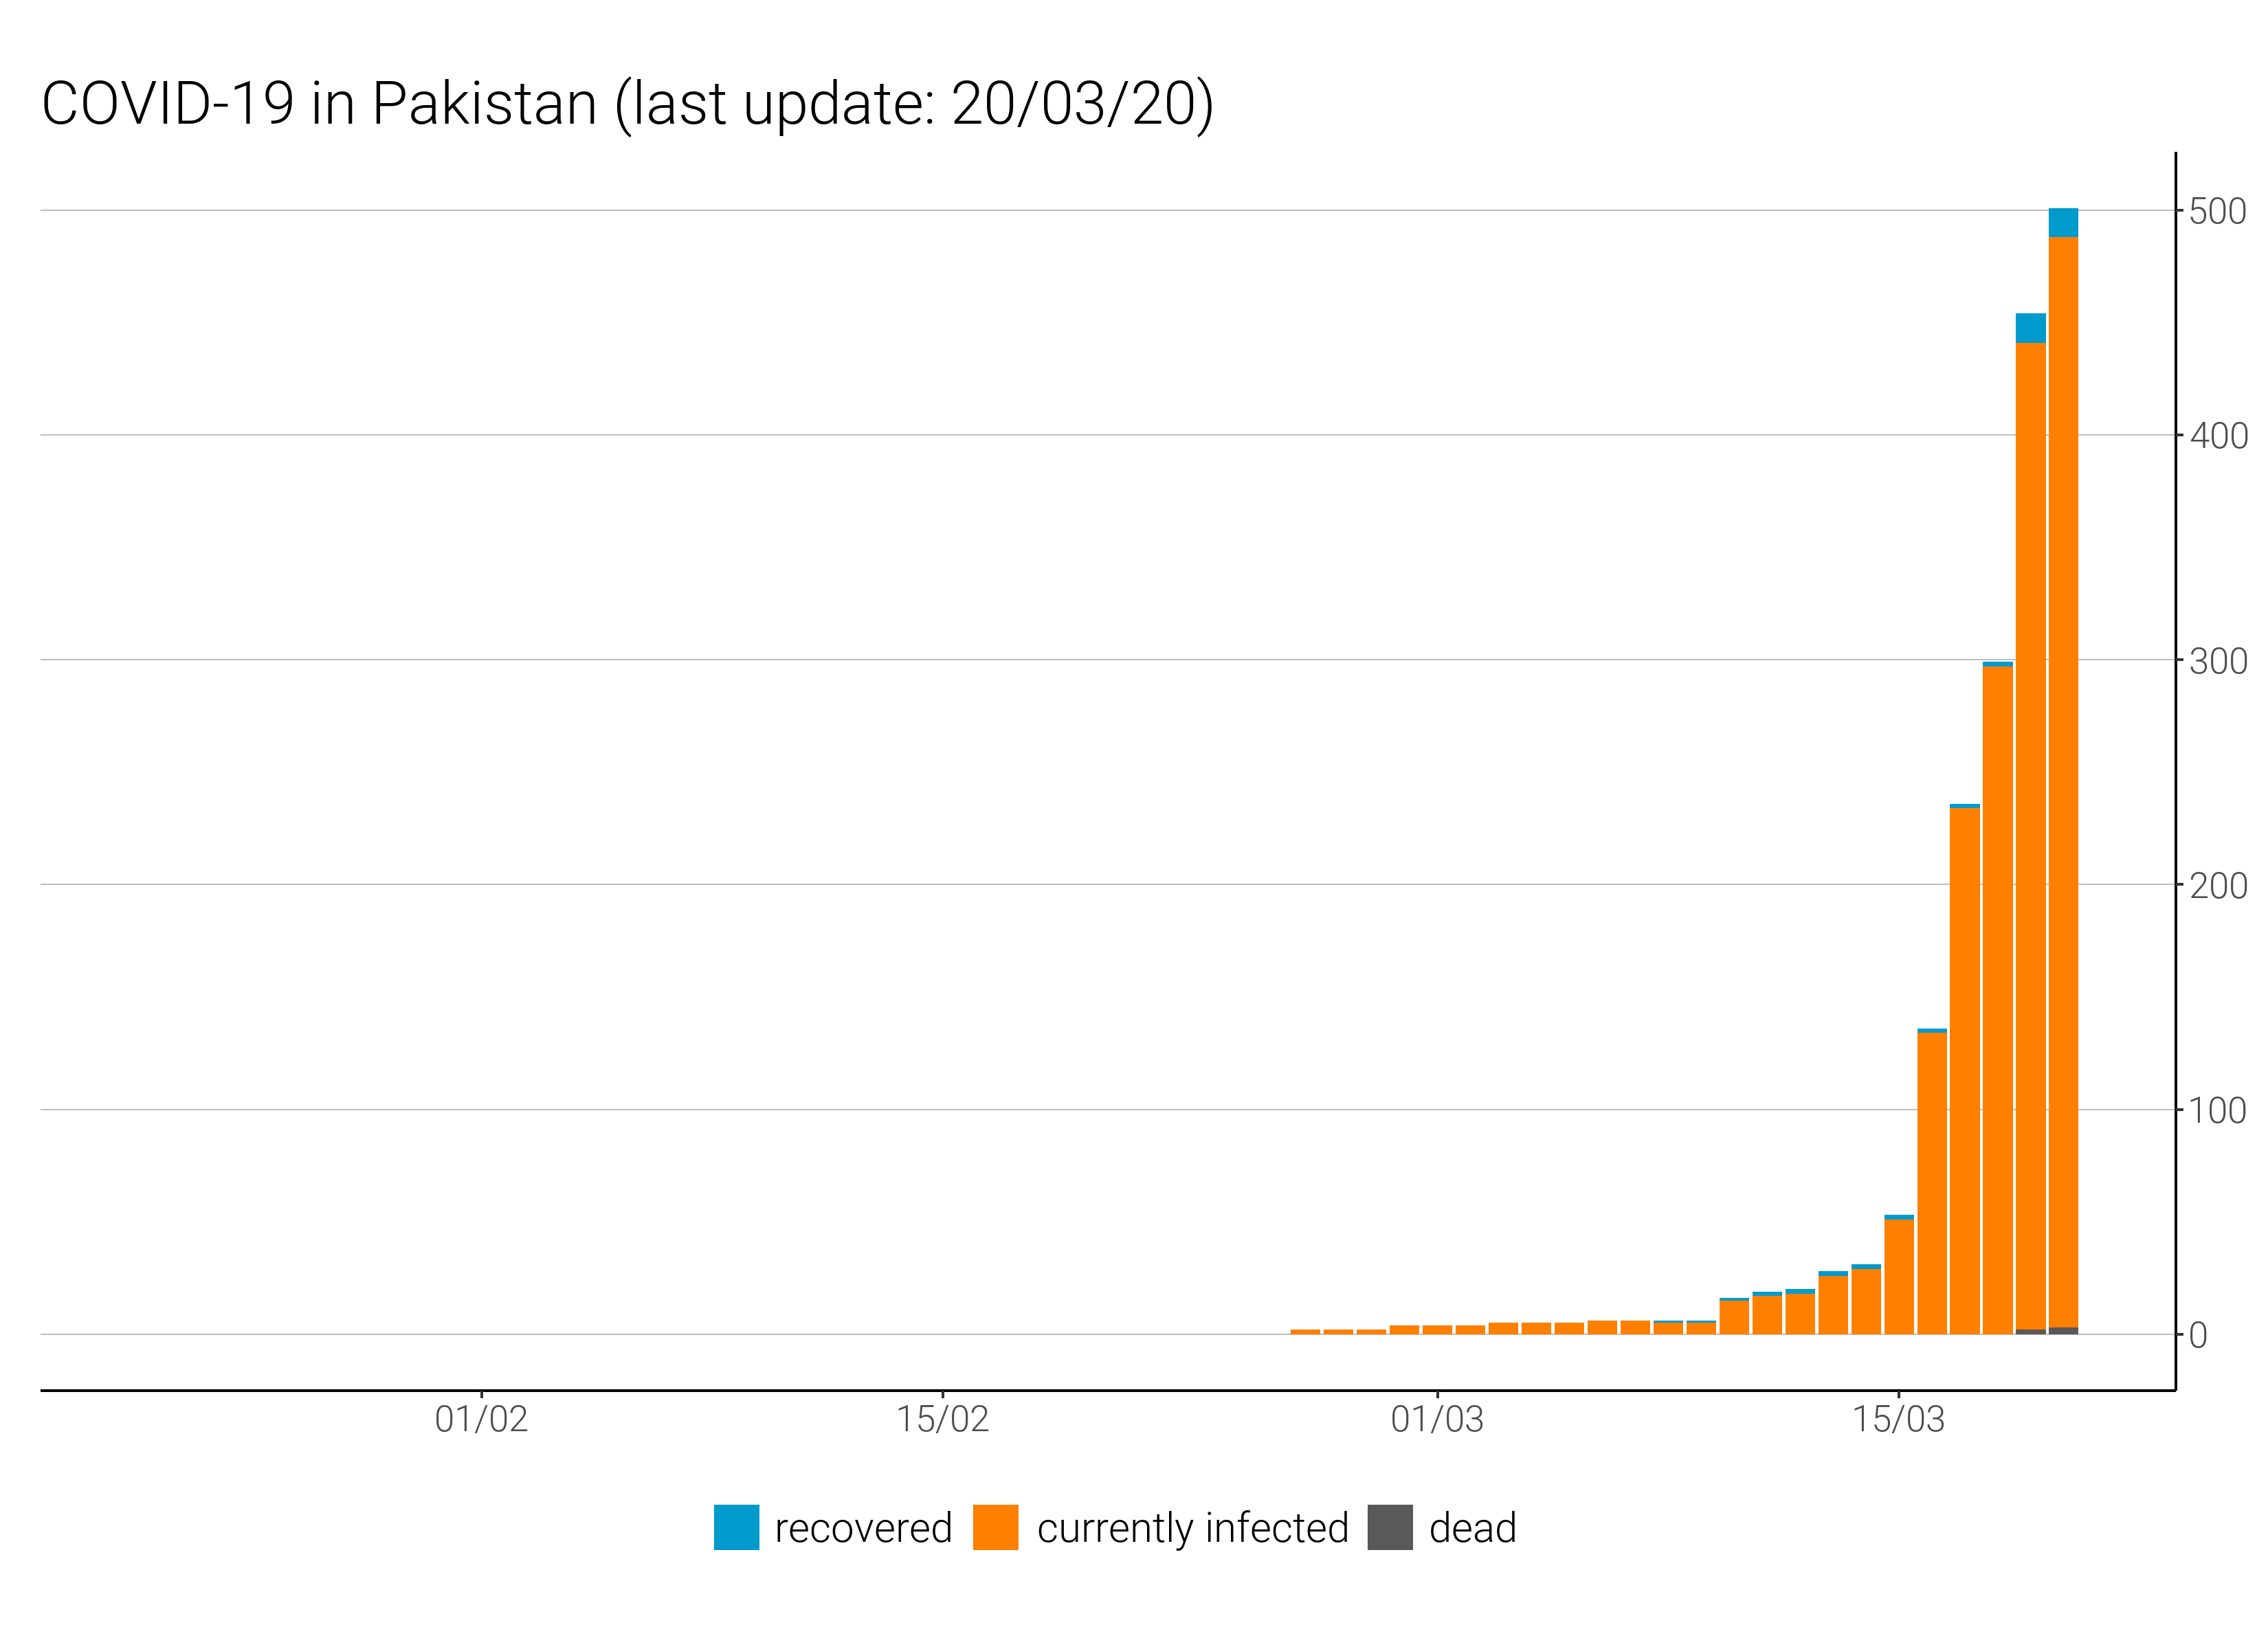 COVID-19 in Pakistan (last update: 20/03/20)
500
400
300
200
100
0
01/02 15/02 01/03 15/03
recovered currently infected dead